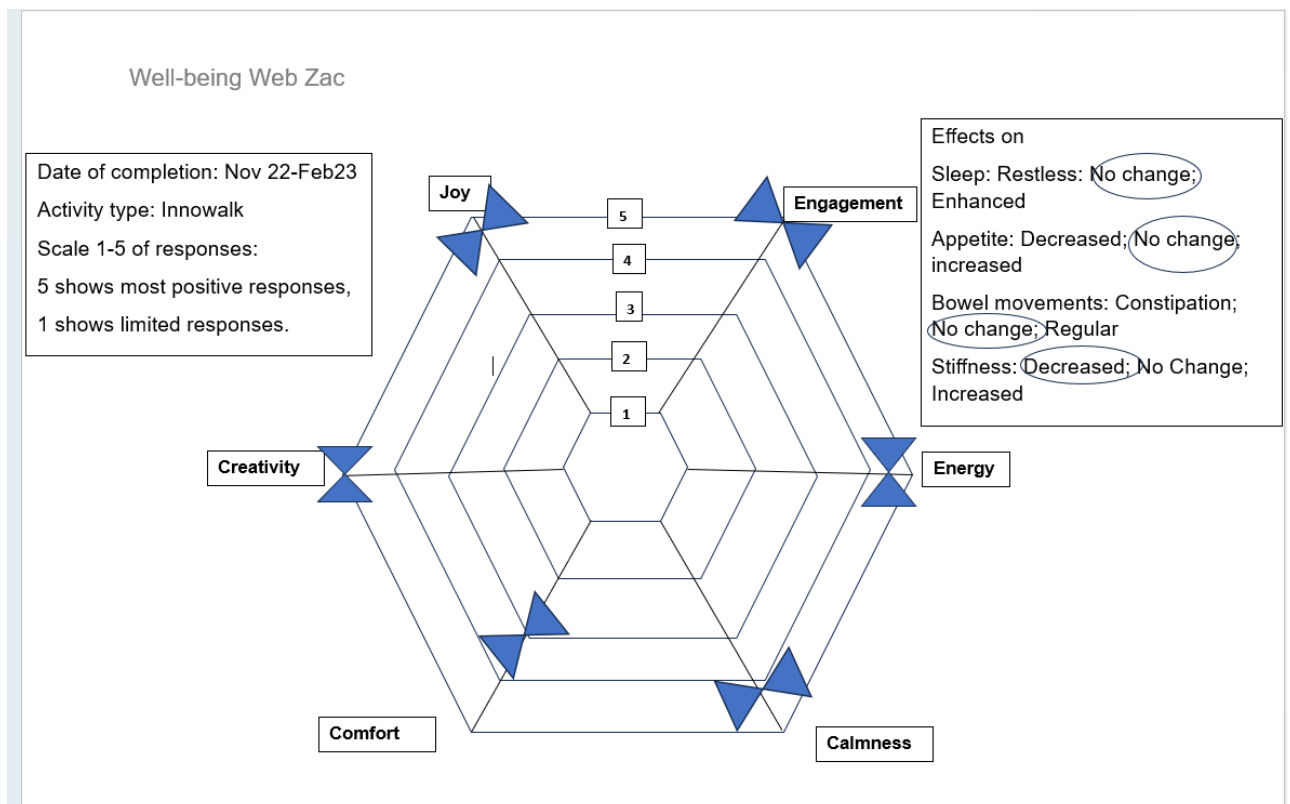 Well-being Web Zac
Date of completion: Nov 22-Feb23
Activity type: Innowalk
Scale 1-5 of responses:
5 shows most positive responses,
1 shows limited responses.
Effects on
Sleep: Restless: No change;
Enhanced
Appetite: Decreased; No change;
increased
Bowel movements: Constipation;
No change; Regular
Stiffness: Decreased; No Change;
Increased
Joy
Engagement
5
4
3
2
1
Creativity
Energy
Comfort
Calmness